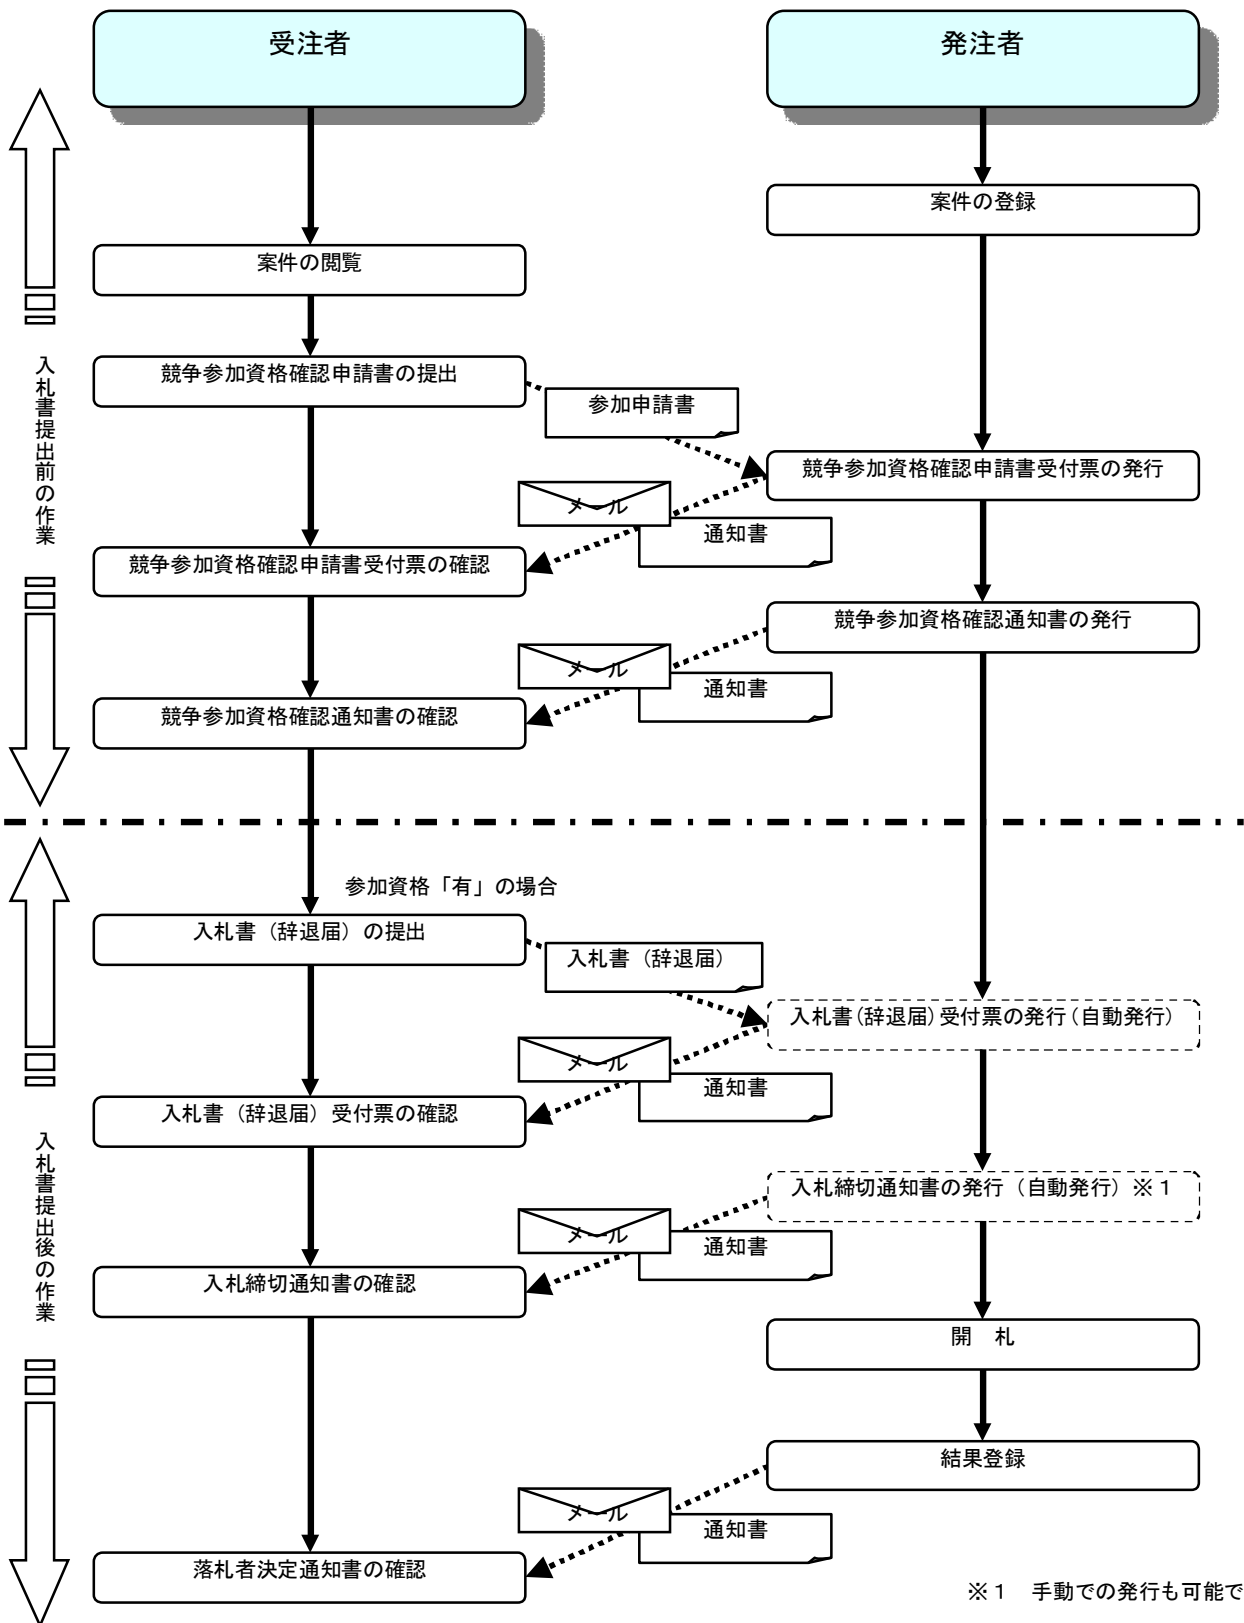 受注者
発注者
案件の登録
案件の閲覧
入札書提出前の作業
競争参加資格確認申請書の提出
参加申請書
競争参加資格確認申請書受付票の発行
メール
通知書
競争参加資格確認申請書受付票の確認
競争参加資格確認通知書の発行
メール
通知書
競争参加資格確認通知書の確認
参加資格「有」の場合
入札書（辞退届）の提出
入札書（辞退届）
入札書(辞退届)受付票の発行(自動発行)
メール
通知書
入札書（辞退届）受付票の確認
入札書提出後の作業
入札締切通知書の発行（自動発行）※１
メール
通知書
入札締切通知書の確認
開　札
結果登録
メール
通知書
落札者決定通知書の確認
※１　手動での発行も可能で